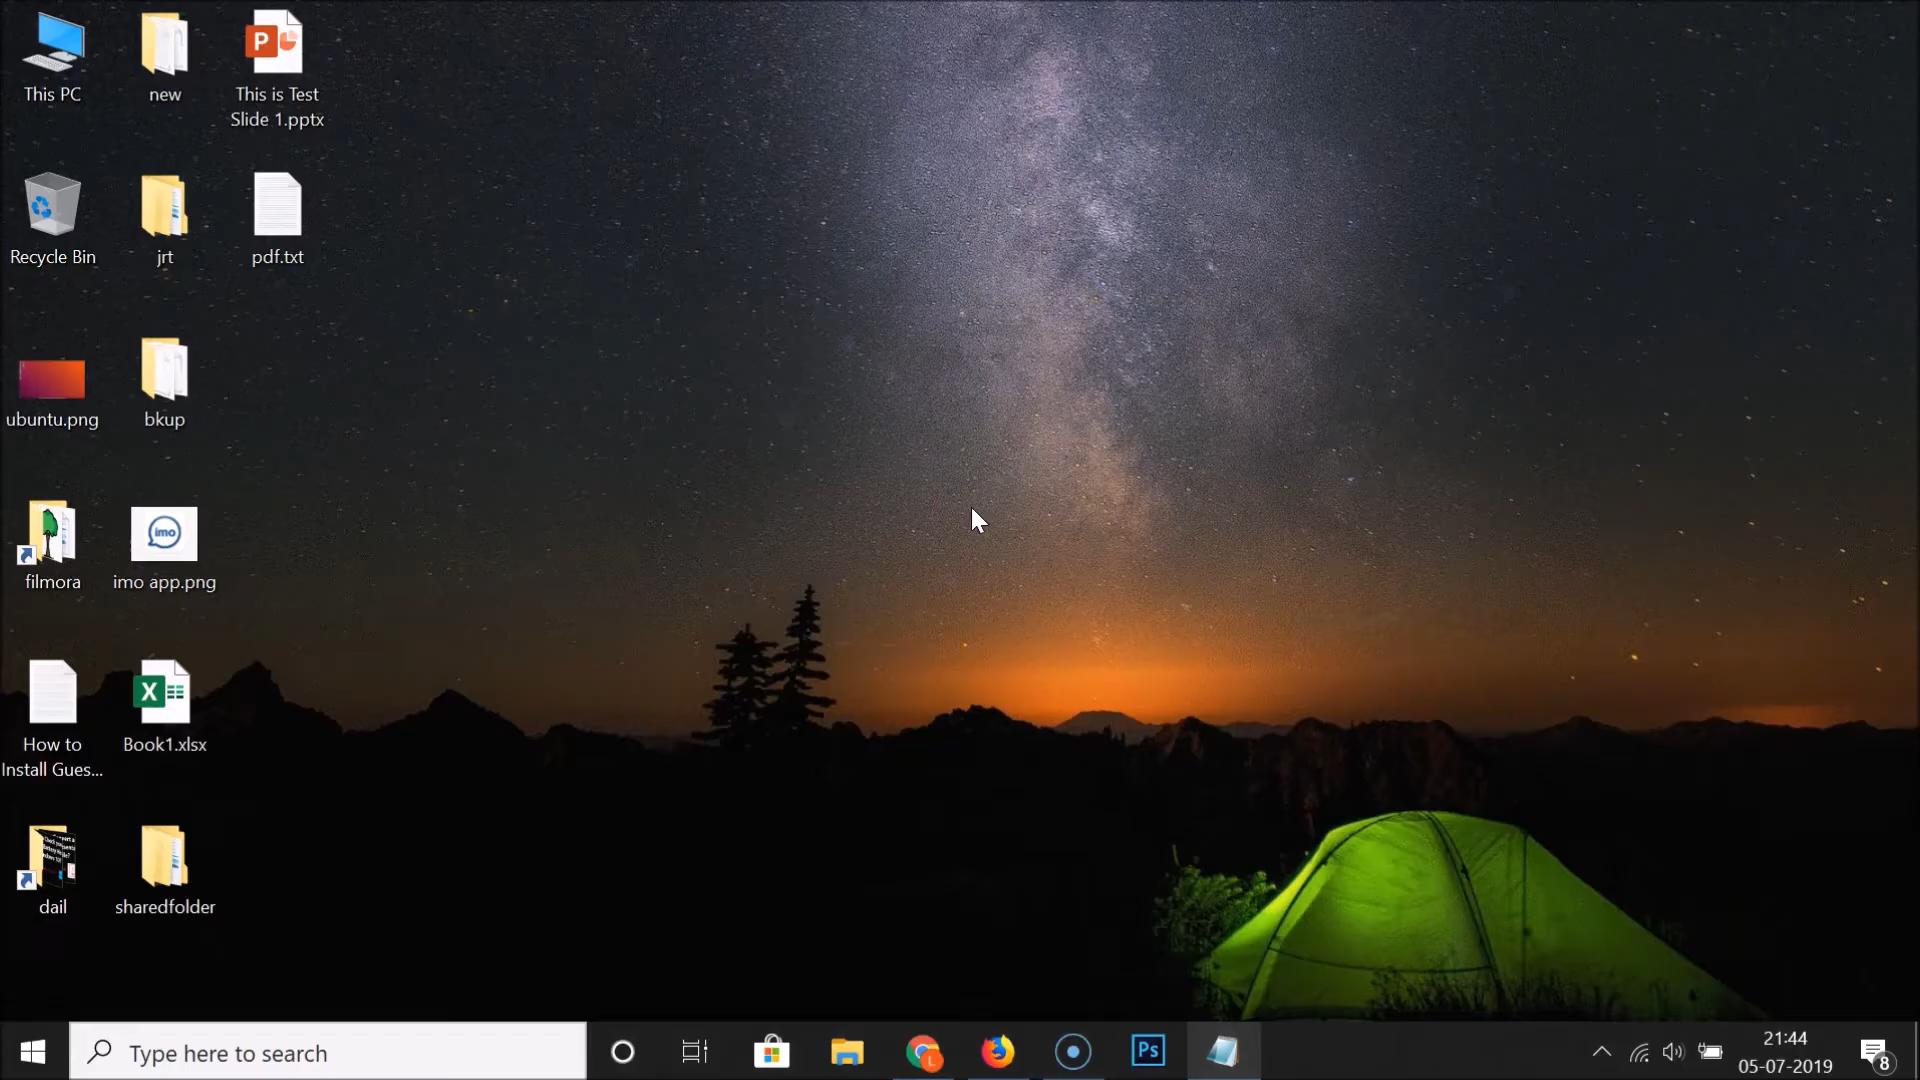 This PC
new
This is Test
Slide 1.pptx
Recycle Bin
jrt
pdf.txt
ubuntu.png
bkup
filmora
imo
imo app.png
How to
Install Gues...
Book1.xlsx
dail
sharedfolder
Type here to search
L
Ps
21:44
05-07-2019
8